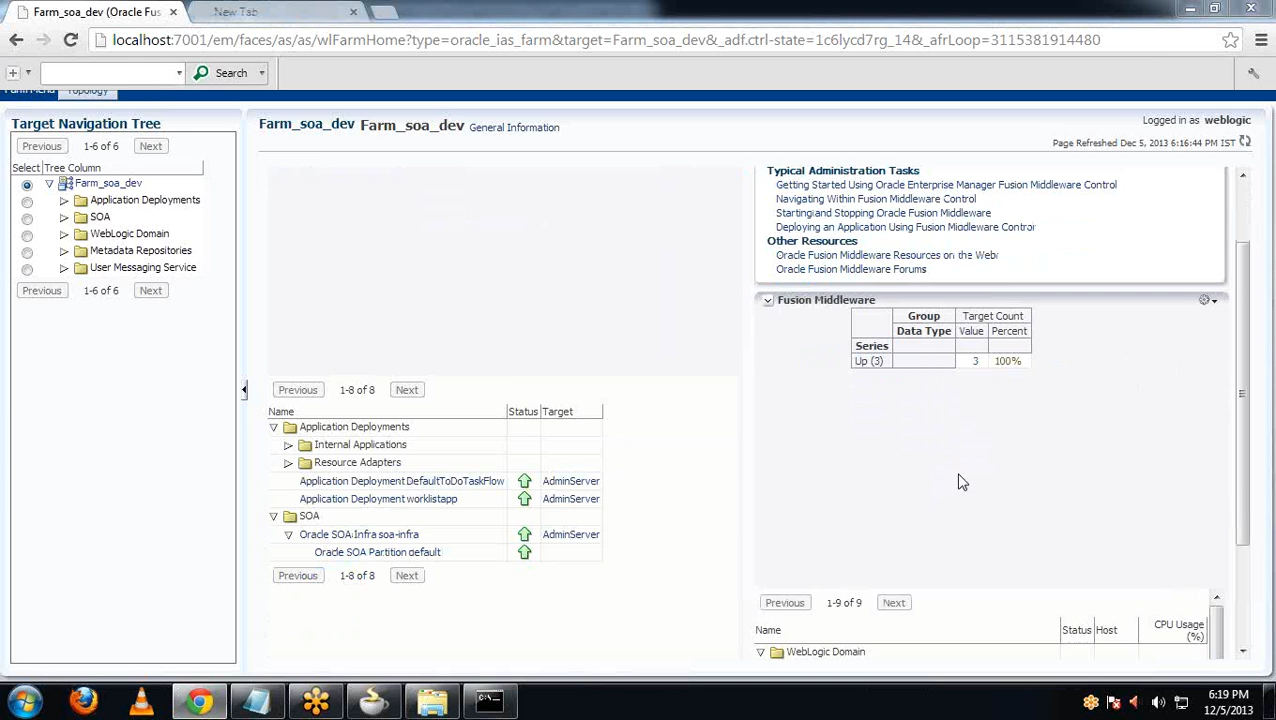 Farm_soa_dev (Oracle Fus
New Tab
localhost:7001/em/faces/as/as/wlFarmHome?type=oracle_ias_farm&target=Farm_soa_dev&_adf.ctrl-state=1c6lycd7rg_14&_afrLoop=3115381914480
Search
Farm Menu Topology
Target Navigation Tree
Previous 1-6 of 6 Next
Select Tree Column
Farm_soa_dev
Application Deployments
SOA
WebLogic Domain
Metadata Repositories
User Messaging Service
Previous 1-6 of 6 Next
Farm_soa_dev Farm_soa_dev General Information
Logged in as weblogic
Page Refreshed Dec 5, 2013 6:16:44 PM IST
Previous 1-8 of 8 Next
Name Status Target
Application Deployments
Internal Applications
Resource Adapters
Application Deployment DefaultToDoTaskFlow AdminServer
Application Deployment worklistapp AdminServer
SOA
Oracle SOA Infra soa-infra AdminServer
Oracle SOA Partition default
Previous 1-8 of 8 Next
Typical Administration Tasks
Getting Started Using Oracle Enterprise Manager Fusion Middleware Control
Navigating Within Fusion Middleware Control
Starting and Stopping Oracle Fusion Middleware
Deploying an Application Using Fusion Middleware Control
Other Resources
Oracle Fusion Middleware Resources on the Web
Oracle Fusion Middleware Forums
Fusion Middleware
Group Target Count
Data Type Value Percent
Series
Up (3) 3 100%
Previous 1-9 of 9 Next
Name Status Host CPU Usage (%)
WebLogic Domain
6:19 PM
12/5/2013